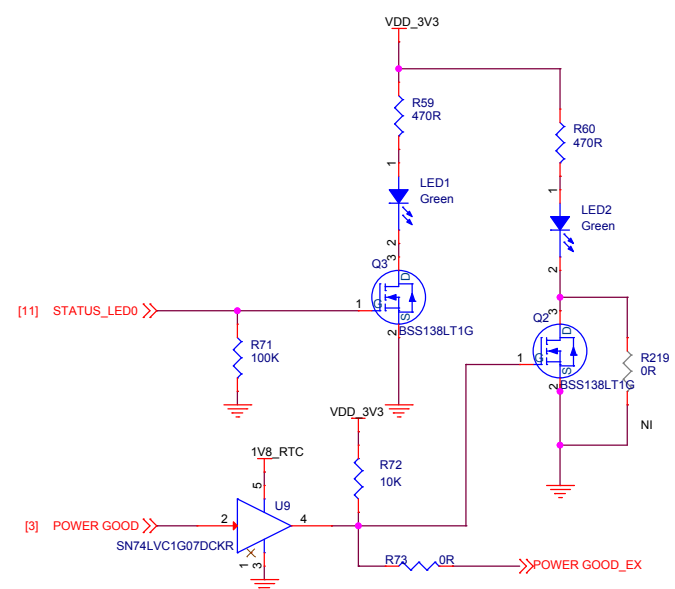 VDD_3V3
R59
470R
R60
470R
1
1
LED1
Green
LED2
Green
2
3
2
Q3
D
G
S
1
2
BSS138LT1G
[11] STATUS_LED0
R71
100K
3
Q2
D
G
S
1
2
BSS138LT1G
R219
0R
NI
VDD_3V3
R72
10K
1V8_RTC
5
U9
[3] POWER GOOD
2
4
SN74LVC1G07DCKR
1
3
R73
0R
POWER GOOD_EX